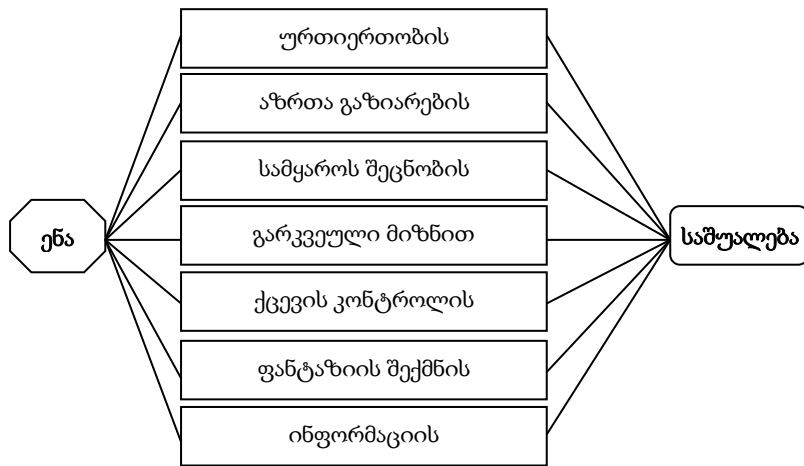 ურთიერთობის
აზრთა გაზიარების
სამყაროს შეცნობის
ენა
გარკვეული მიზნით
საშუალება
ქცევის კონტროლის
ფანტაზიის შექმნის
ინფორმაციის